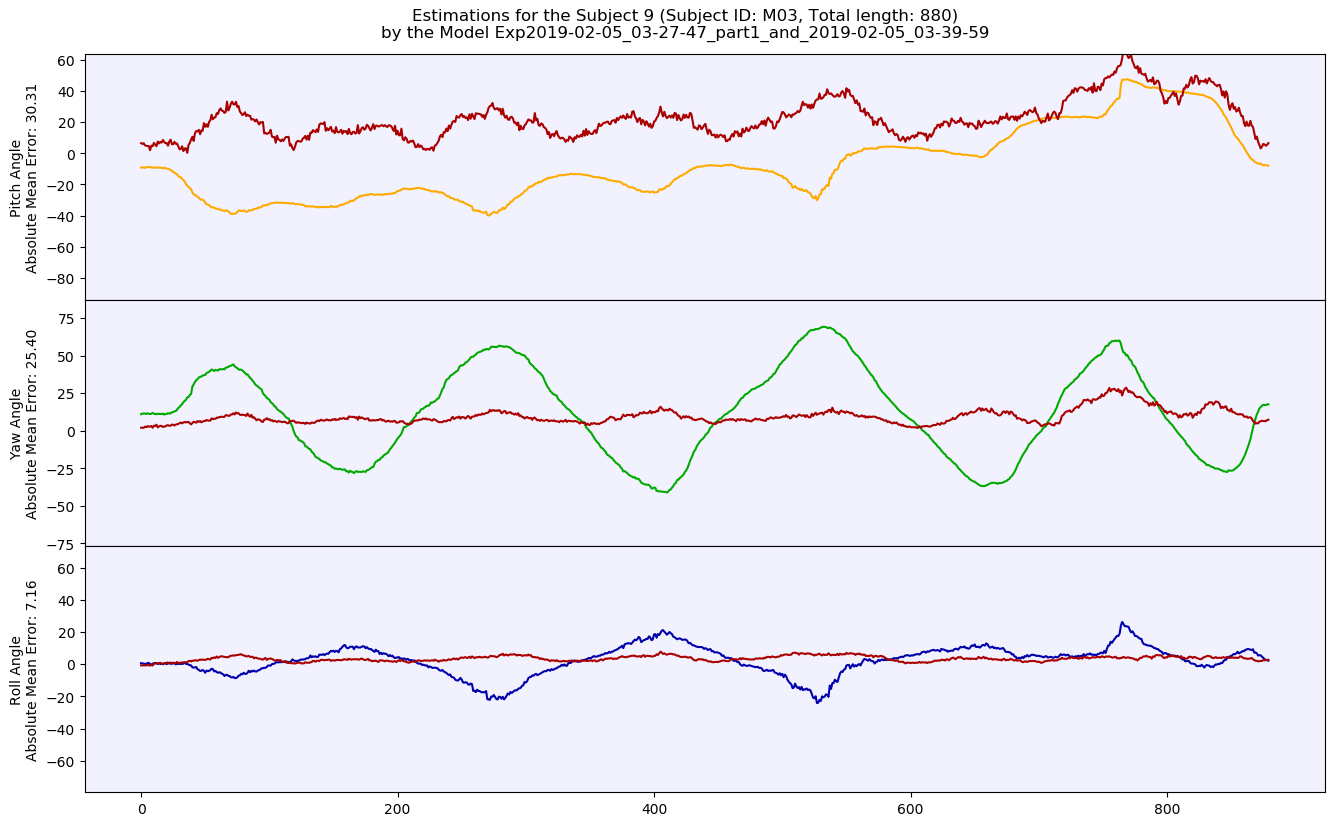 Estimations for the Subject 9 (Subject ID: M03, Total length: 880)
by the Model Exp2019-02-05_03-27-47_part1_and_2019-02-05_03-39-59
Pitch Angle
Absolute Mean Error: 30.31
60
40
20
0
−20
−40
−60
−80
Yaw Angle
Absolute Mean Error: 25.40
75
50
25
0
−25
−50
−75
Roll Angle
Absolute Mean Error: 7.16
60
40
20
0
−20
−40
−60
0 200 400 600 800